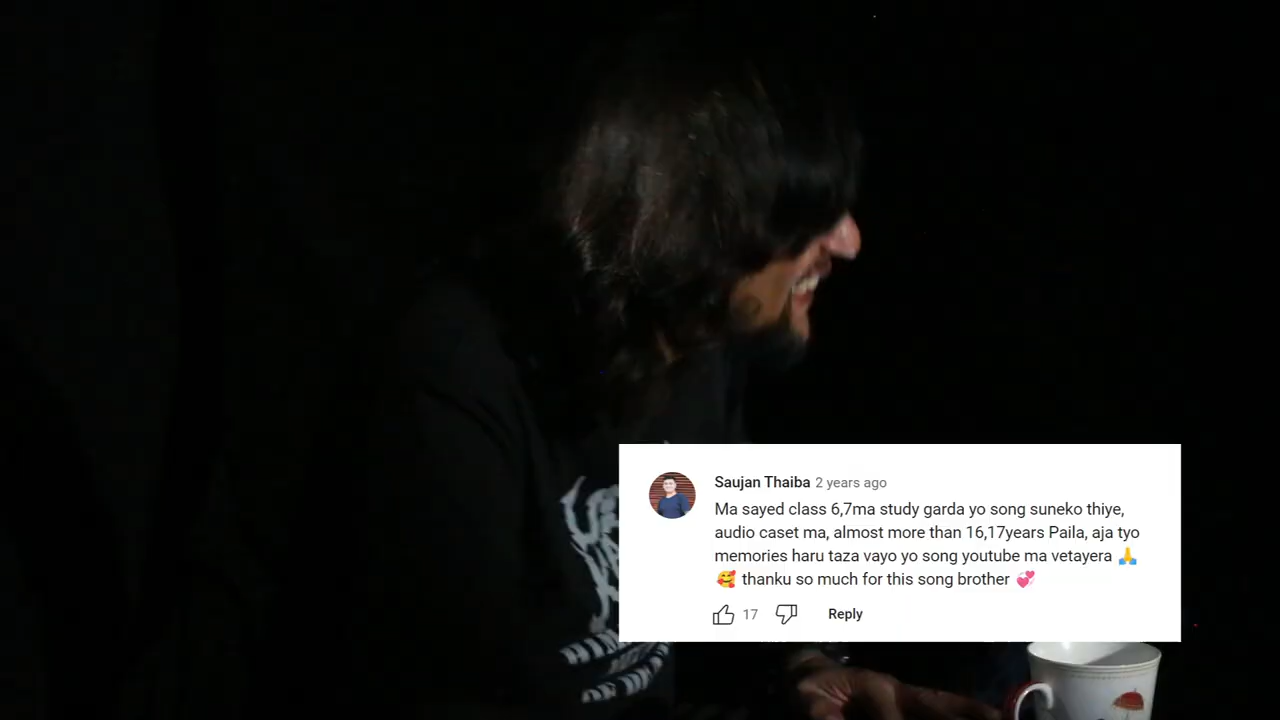 Saujan Thaiba 2 years ago
Ma sayed class 6,7ma study garda yo song suneko thiye,
audio caset ma, almost more than 16,17years Paila, aja tyo
memories haru taza vayo yo song youtube ma vetayera 🙏
🥰 thanku so much for this song brother 💞
17 Reply